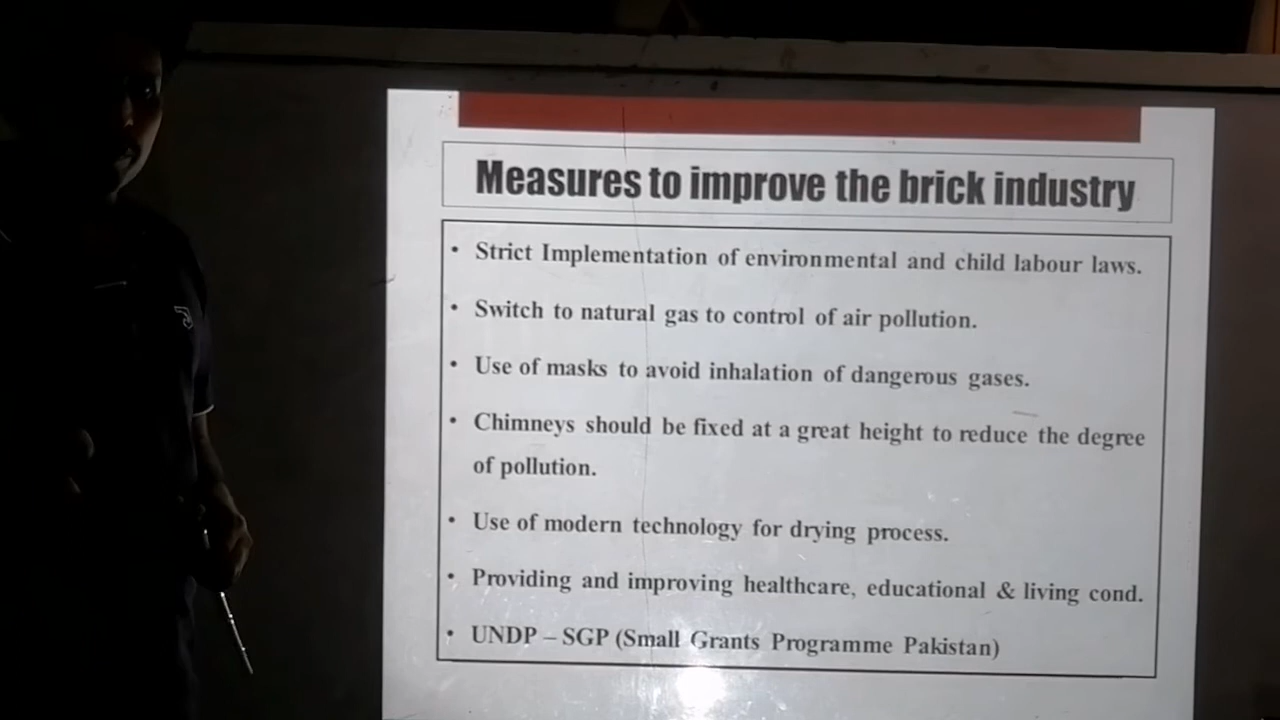 Measures to improve the brick industry
• Strict Implementation of environmental and child labour laws.
• Switch to natural gas to control of air pollution.
• Use of masks to avoid inhalation of dangerous gases.
• Chimneys should be fixed at a great height to reduce the degree
of pollution.
• Use of modern technology for drying process.
• Providing and improving healthcare, educational & living cond.
• UNDP – SGP (Small Grants Programme Pakistan)